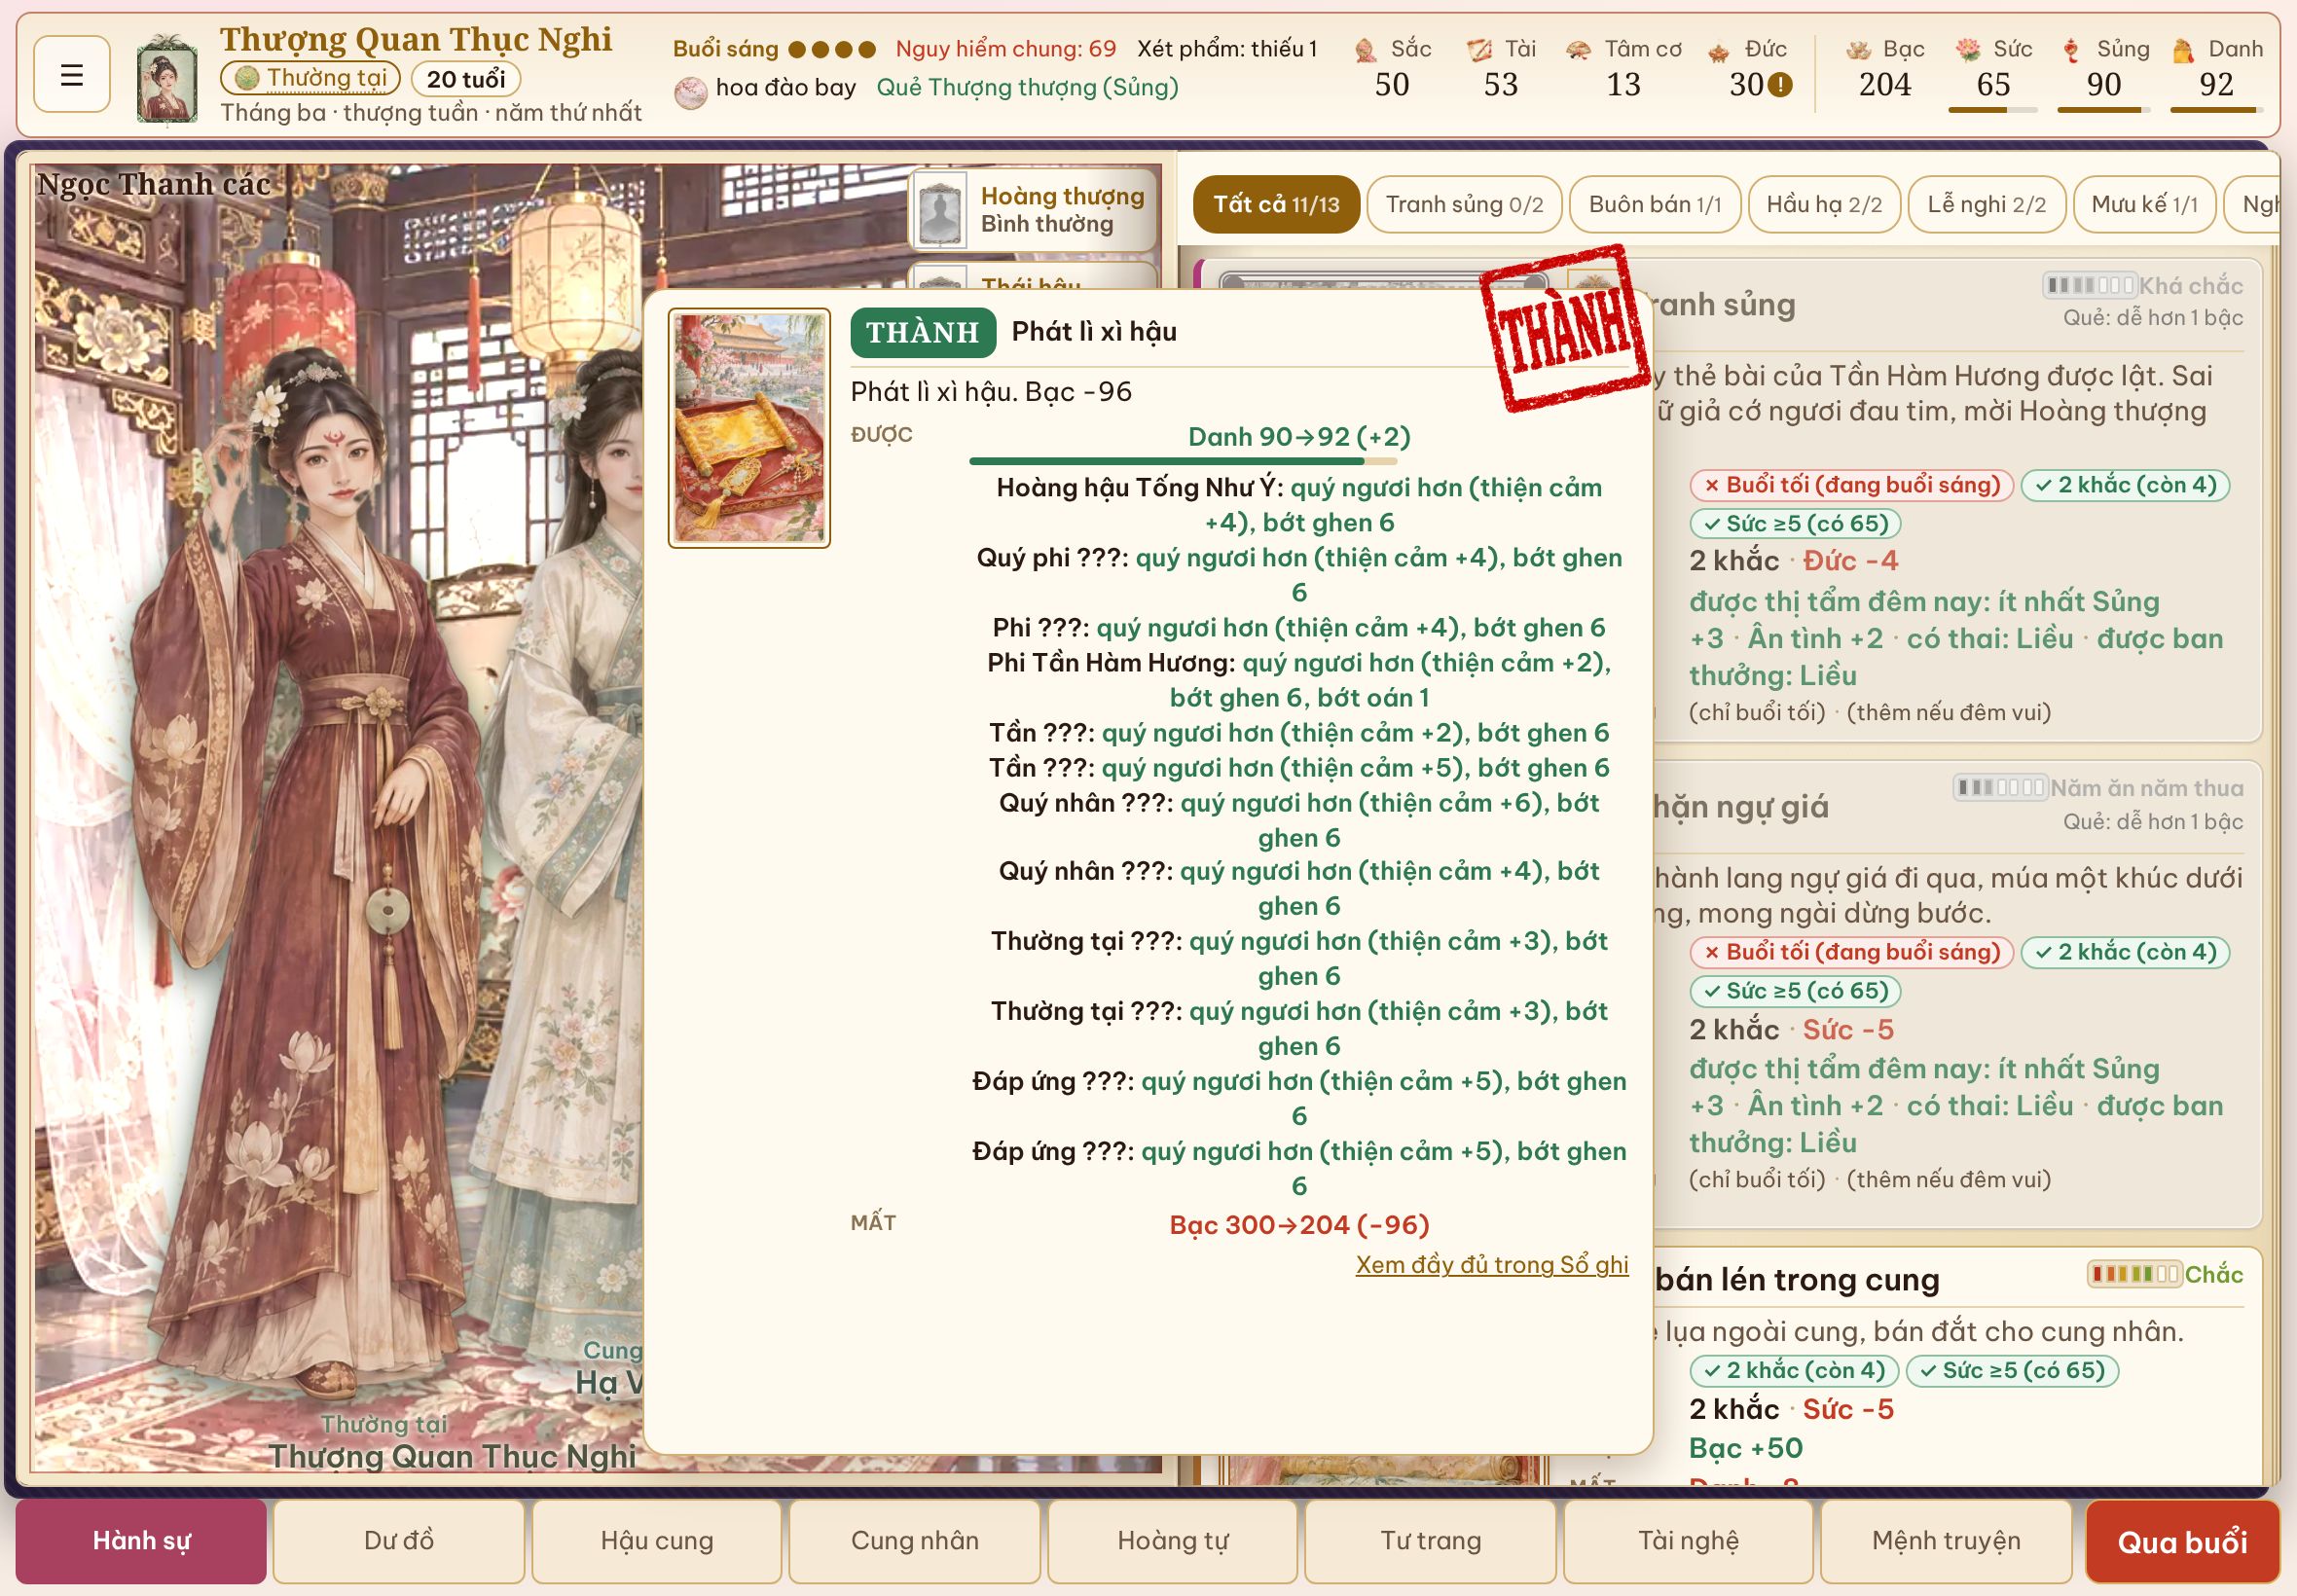 ☰
Thượng Quan Thục Nghi
Thường tại
20 tuổi
Tháng ba · thượng tuần · năm thứ nhất
Buổi sáng
Nguy hiểm chung: 69
Xét phẩm: thiếu 1
hoa đào bay
Quẻ Thượng thượng (Sủng)
Sắc
50
Tài
53
Tâm cơ
13
Đức
30 !
Bạc
204
Sức
65
Sủng
90
Danh
92
Ngọc Thanh các
Hoàng thượng
Bình thường
Thái hậu
Tất cả 11/13
Tranh sủng 0/2
Buôn bán 1/1
Hầu hạ 2/2
Lễ nghi 2/2
Mưu kế 1/1
THÀNH
Phát lì xì hậu
THÀNH
Phát lì xì hậu. Bạc −96
ĐƯỢC
Danh 90→92 (+2)
Hoàng hậu Tống Như Ý: quý ngươi hơn (thiện cảm
+4), bớt ghen 6
Quý phi ???: quý ngươi hơn (thiện cảm +4), bớt ghen
6
Phi ???: quý ngươi hơn (thiện cảm +4), bớt ghen 6
Phi Tần Hàm Hương: quý ngươi hơn (thiện cảm +2),
bớt ghen 6, bớt oán 1
Tần ???: quý ngươi hơn (thiện cảm +2), bớt ghen 6
Tần ???: quý ngươi hơn (thiện cảm +5), bớt ghen 6
Quý nhân ???: quý ngươi hơn (thiện cảm +6), bớt
ghen 6
Quý nhân ???: quý ngươi hơn (thiện cảm +4), bớt
ghen 6
Thường tại ???: quý ngươi hơn (thiện cảm +3), bớt
ghen 6
Thường tại ???: quý ngươi hơn (thiện cảm +3), bớt
ghen 6
Đáp ứng ???: quý ngươi hơn (thiện cảm +5), bớt ghen
6
Đáp ứng ???: quý ngươi hơn (thiện cảm +5), bớt ghen
6
MẤT
Bạc 300→204 (−96)
Xem đầy đủ trong Sổ ghi
ranh sủng
Khá chắc
Quẻ: dễ hơn 1 bậc
y thẻ bài của Tần Hàm Hương được lật. Sai
ữ giả cớ ngươi đau tim, mời Hoàng thượng
× Buổi tối (đang buổi sáng)
✓ 2 khắc (còn 4)
✓ Sức ≥5 (có 65)
2 khắc · Đức −4
được thị tẩm đêm nay: ít nhất Sủng
+3 · Ân tình +2 · có thai: Liều · được ban
thưởng: Liều
(chỉ buổi tối) · (thêm nếu đêm vui)
hặn ngự giá
Năm ăn năm thua
Quẻ: dễ hơn 1 bậc
hành lang ngự giá đi qua, múa một khúc dưới
ng, mong ngài dừng bước.
× Buổi tối (đang buổi sáng)
✓ 2 khắc (còn 4)
✓ Sức ≥5 (có 65)
2 khắc · Sức −5
được thị tẩm đêm nay: ít nhất Sủng
+3 · Ân tình +2 · có thai: Liều · được ban
thưởng: Liều
(chỉ buổi tối) · (thêm nếu đêm vui)
bán lén trong cung
Chắc
lụa ngoài cung, bán đắt cho cung nhân.
✓ 2 khắc (còn 4)
✓ Sức ≥5 (có 65)
2 khắc · Sức −5
Bạc +50
Cung
Hạ V
Thường tại
Thượng Quan Thục Nghi
Hành sự
Dư đồ
Hậu cung
Cung nhân
Hoàng tự
Tư trang
Tài nghệ
Mệnh truyện
Qua buổi